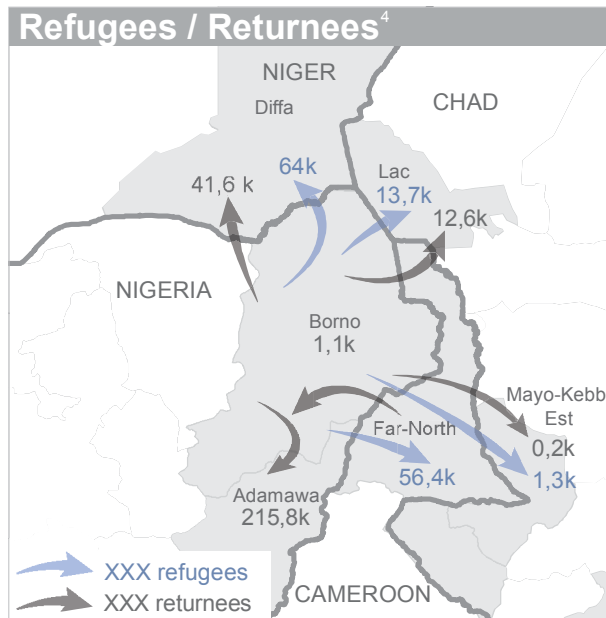 Refugees / Returnees4
NIGER
Diffa
CHAD
41,6 k
64k
Lac
13,7k
12,6k
NIGERIA
Borno
1,1k
Mayo-Kebb
Est
0,2k
1,3k
Far-North
56,4k
Adamawa
215,8k
XXX refugees
XXX returnees
CAMEROON